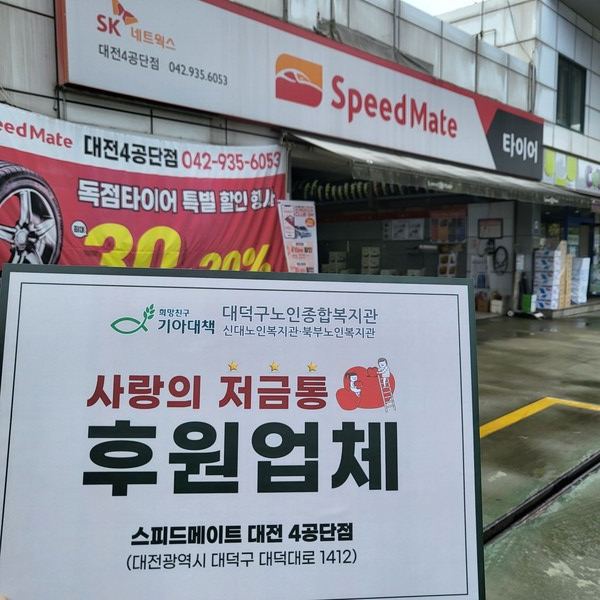 SK
네트웍스
대전4공단점 042.935.6053
SpeedMate
타이어
eedMate 대전4공단점 042-935-6053
독점타이어 특별 할인 행사
최대
30
20%
희망친구
기아대책
대덕구노인종합복지관
신대노인복지관·북부노인복지관
사랑의 저금통
후원업체
스피드메이트 대전 4공단점
(대전광역시 대덕구 대덕대로 1412)